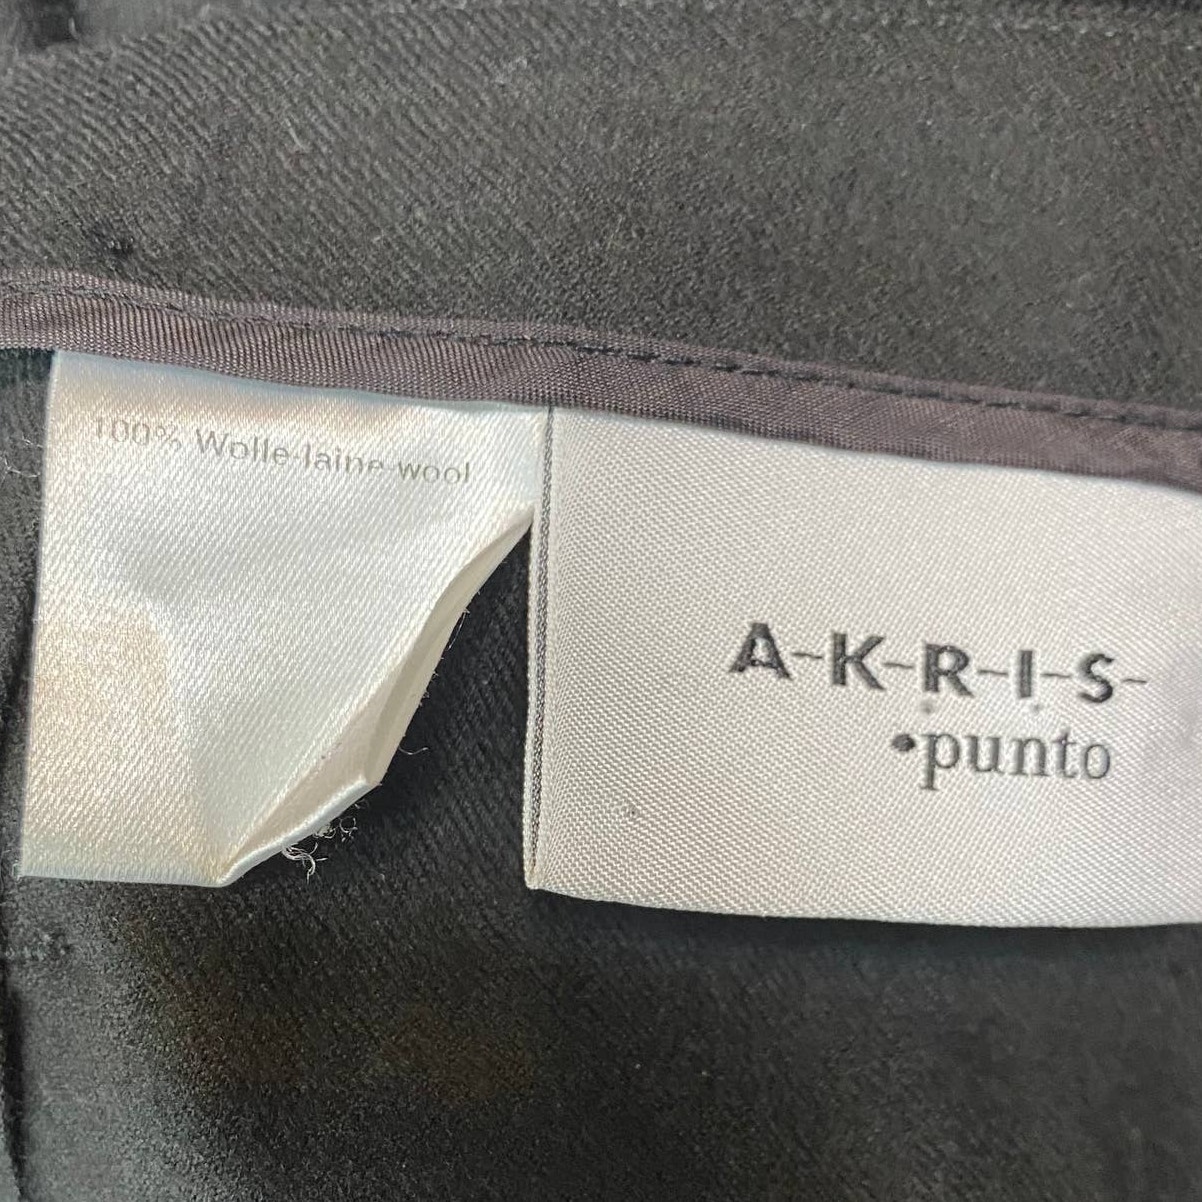 100% Wolle-laine-wool
A-K-R-I-S-
•punto